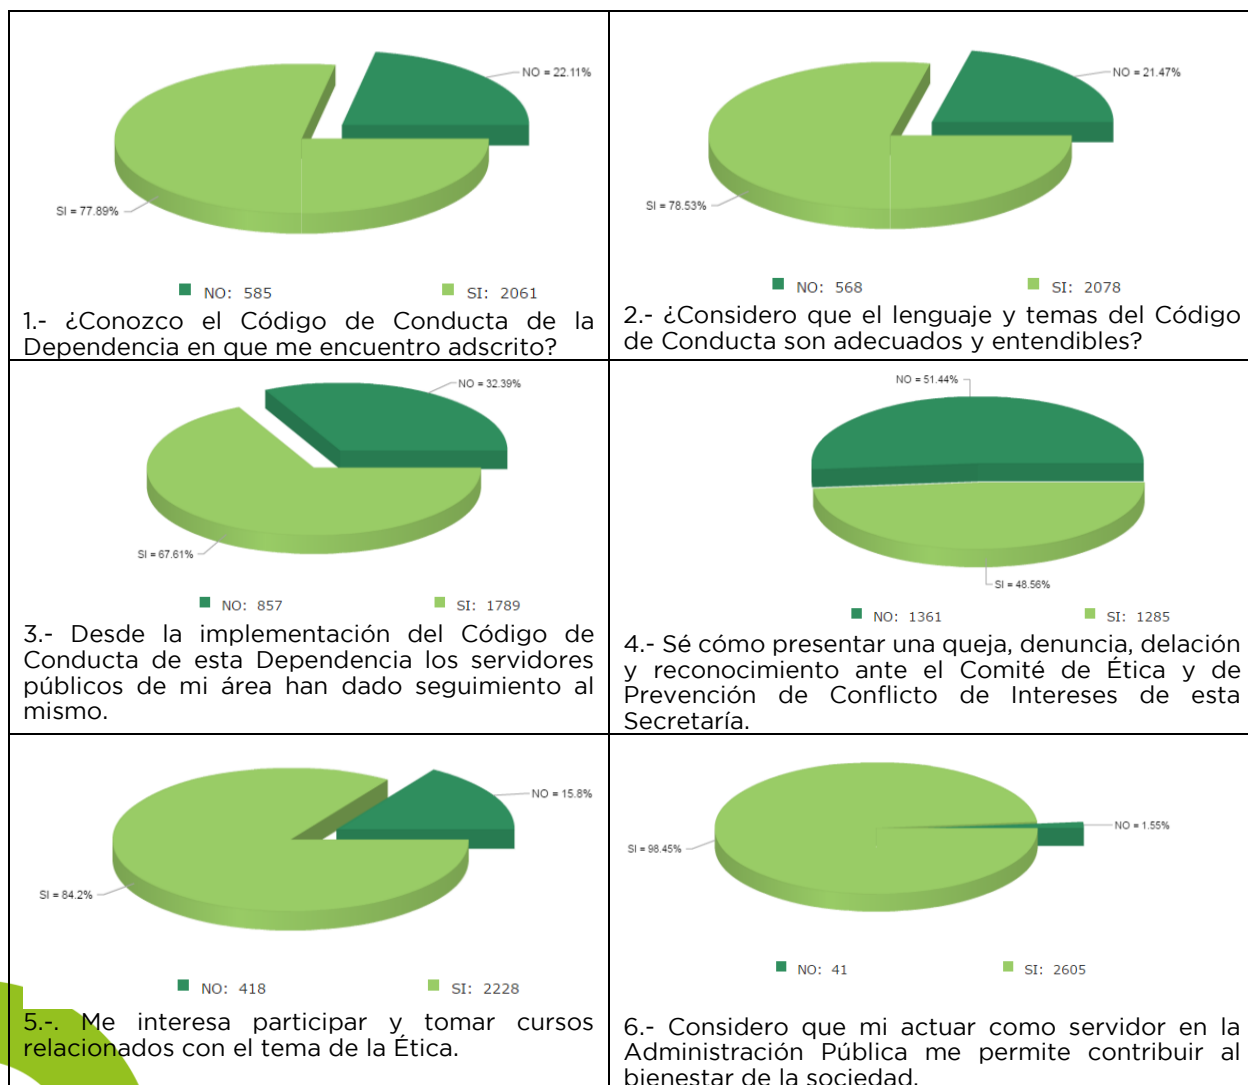 NO = 22.11%
SI = 77.89%
NO: 585 SI: 2061
1.- ¿Conozco el Código de Conducta de la
Dependencia en que me encuentro adscrito?
NO = 21.47%
SI = 78.53%
NO: 568 SI: 2078
2.- ¿Considero que el lenguaje y temas del Código
de Conducta son adecuados y entendibles?
NO = 32.39%
SI = 67.61%
NO: 857 SI: 1789
3.- Desde la implementación del Código de
Conducta de esta Dependencia los servidores
públicos de mi área han dado seguimiento al
mismo.
NO = 51.44%
SI = 48.56%
NO: 1361 SI: 1285
4.- Sé cómo presentar una queja, denuncia, delación
y reconocimiento ante el Comité de Ética y de
Prevención de Conflicto de Intereses de esta
Secretaría.
NO = 15.8%
SI = 84.2%
NO: 418 SI: 2228
5.-. Me interesa participar y tomar cursos
relacionados con el tema de la Ética.
NO = 1.55%
SI = 98.45%
NO: 41 SI: 2605
6.- Considero que mi actuar como servidor en la
Administración Pública me permite contribuir al
bienestar de la sociedad.